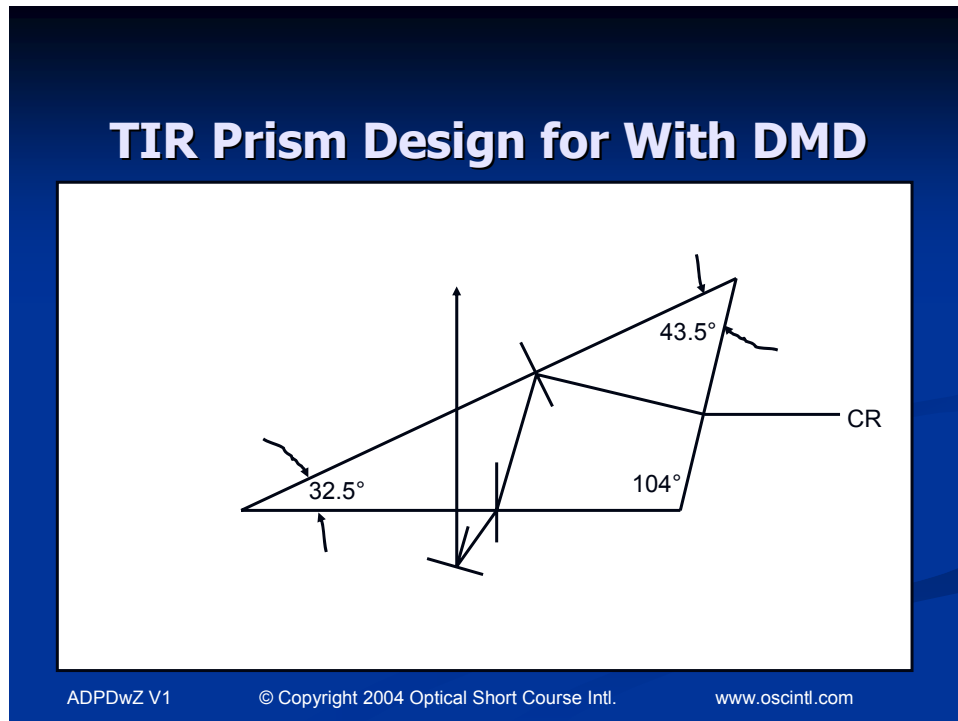 TIR Prism Design for With DMD
43.5°
CR
32.5°
104°
ADPDwZ V1 © Copyright 2004 Optical Short Course Intl. www.oscintl.com